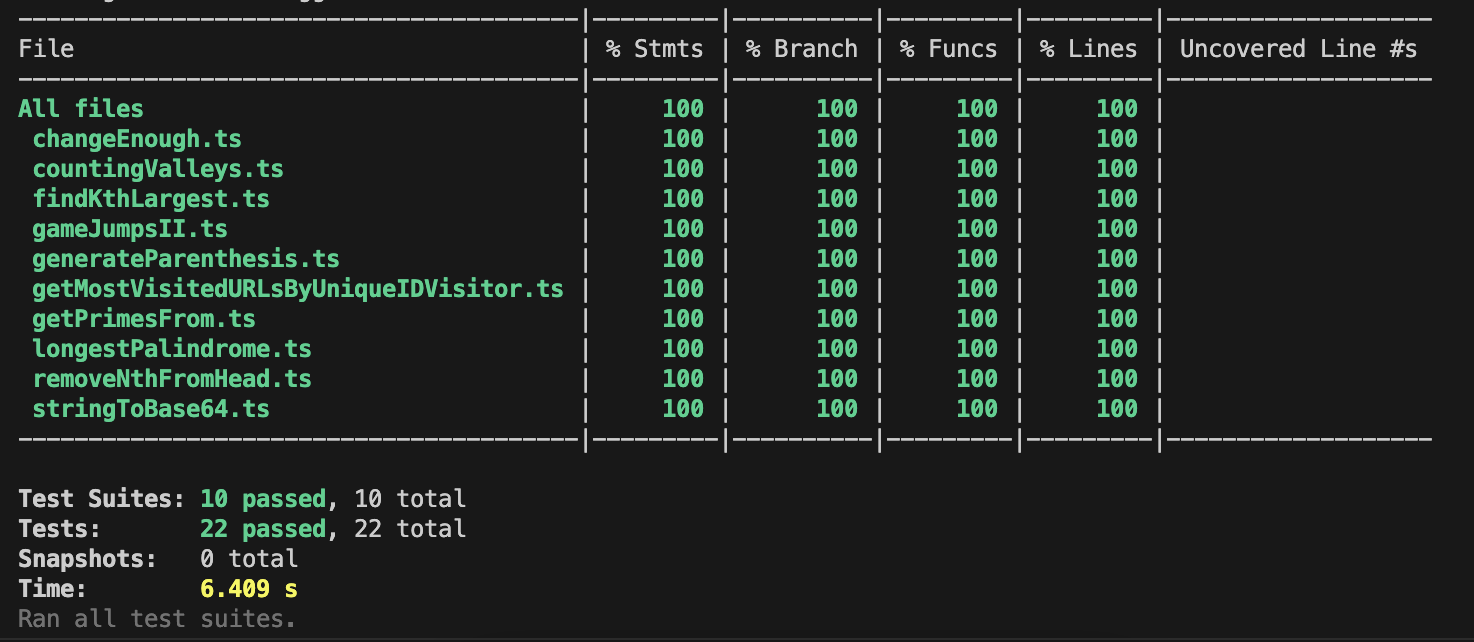 File | % Stmts | % Branch | % Funcs | % Lines | Uncovered Line #s
All files | 100 | 100 | 100 | 100 |
changeEnough.ts | 100 | 100 | 100 | 100 |
countingValleys.ts | 100 | 100 | 100 | 100 |
findKthLargest.ts | 100 | 100 | 100 | 100 |
gameJumpsII.ts | 100 | 100 | 100 | 100 |
generateParenthesis.ts | 100 | 100 | 100 | 100 |
getMostVisitedURLsByUniqueIDVisitor.ts | 100 | 100 | 100 | 100 |
getPrimesFrom.ts | 100 | 100 | 100 | 100 |
longestPalindrome.ts | 100 | 100 | 100 | 100 |
removeNthFromHead.ts | 100 | 100 | 100 | 100 |
stringToBase64.ts | 100 | 100 | 100 | 100 |
Test Suites: 10 passed, 10 total
Tests: 22 passed, 22 total
Snapshots: 0 total
Time: 6.409 s
Ran all test suites.